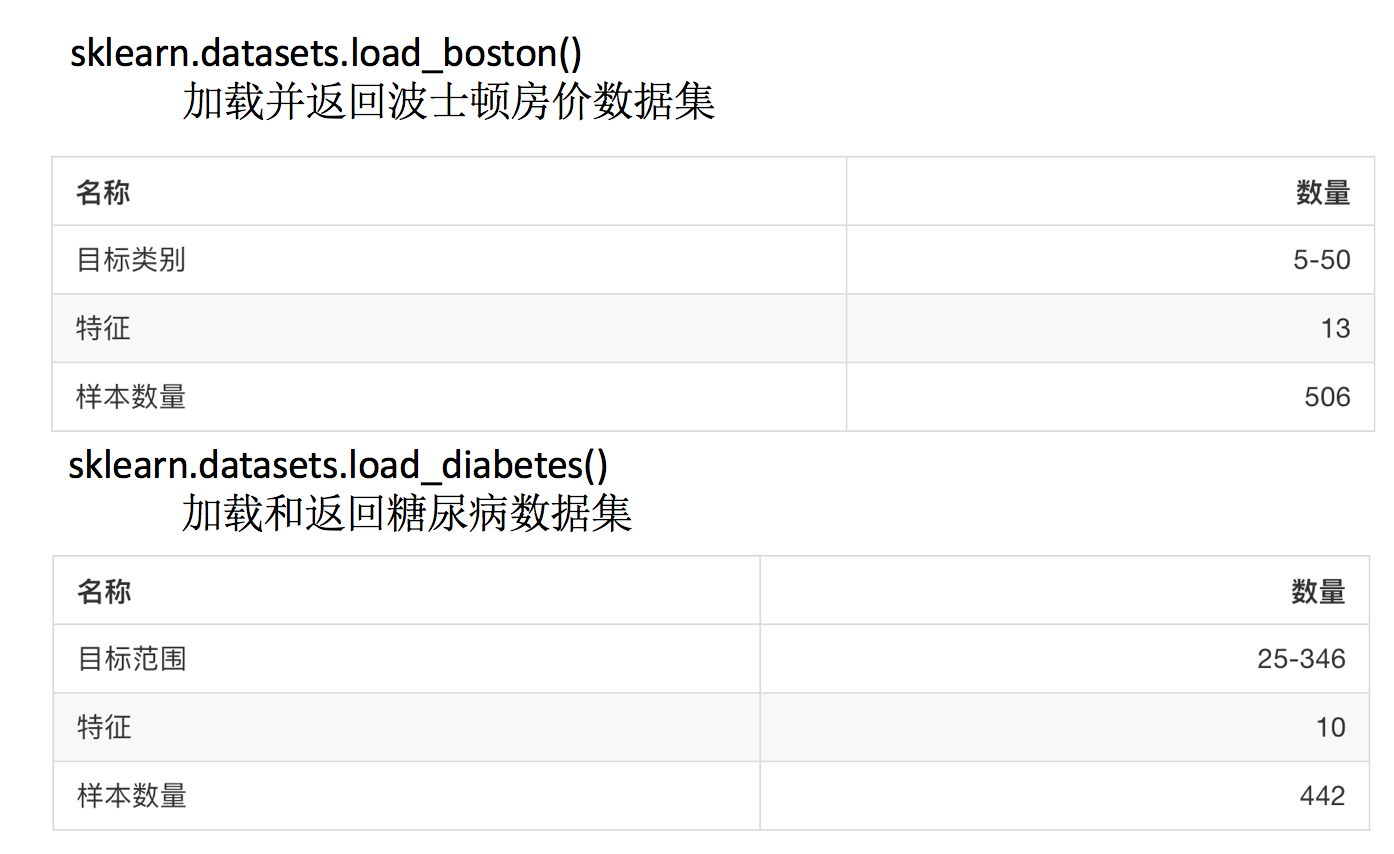 sklearn.datasets.load_boston()
加载并返回波士顿房价数据集
名称 数量
目标类别 5-50
特征 13
样本数量 506
sklearn.datasets.load_diabetes()
加载和返回糖尿病数据集
名称 数量
目标范围 25-346
特征 10
样本数量 442